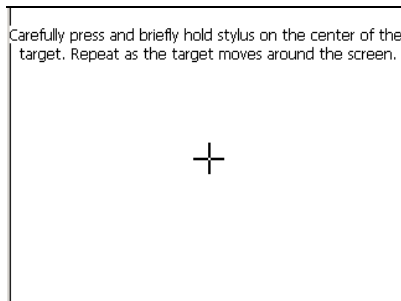 Carefully press and briefly hold stylus on the center of the
target. Repeat as the target moves around the screen.